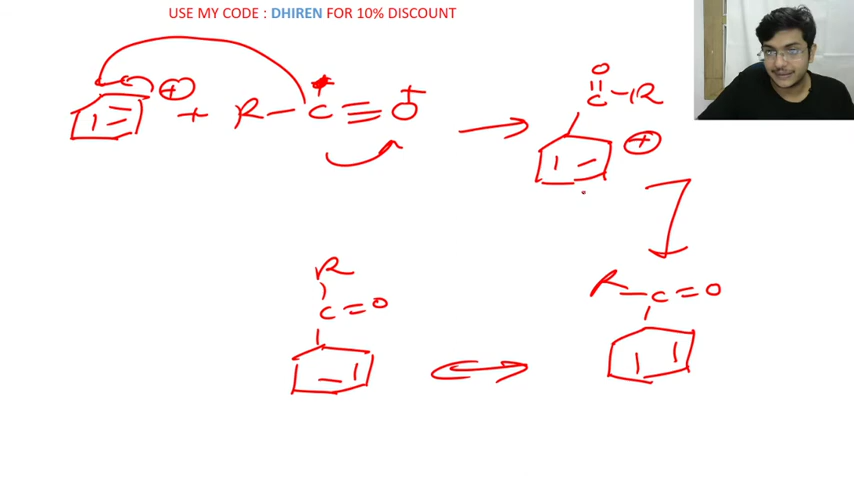 USE MY CODE : DHIREN FOR 10% DISCOUNT
+ + R - C ≡ O +
O
C - R
+
R
C = O
R - C = O